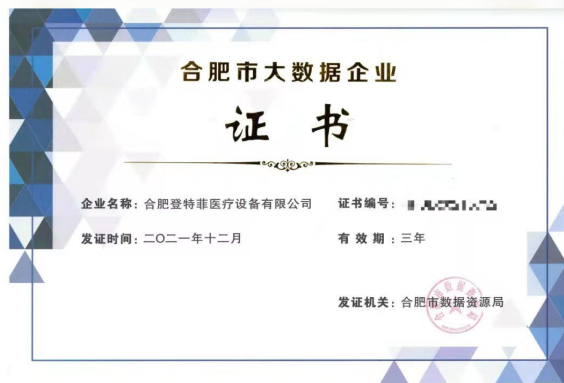 合肥市大数据企业
证 书
企业名称：合肥登特菲医疗设备有限公司 证书编号：
发证时间：二〇二一年十二月 有 效 期：三年
发证机关：合肥市数据资源局